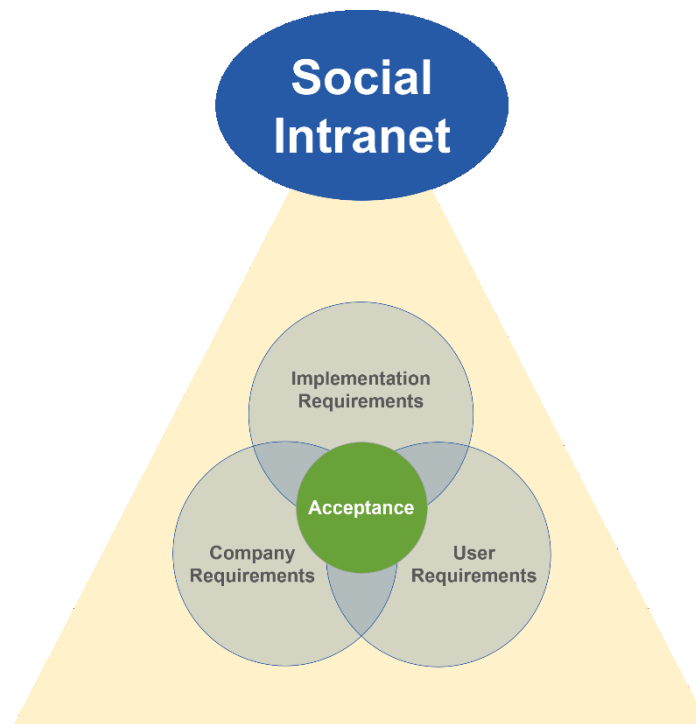 Social
Intranet
Implementation
Requirements
Acceptance
Company
Requirements
User
Requirements